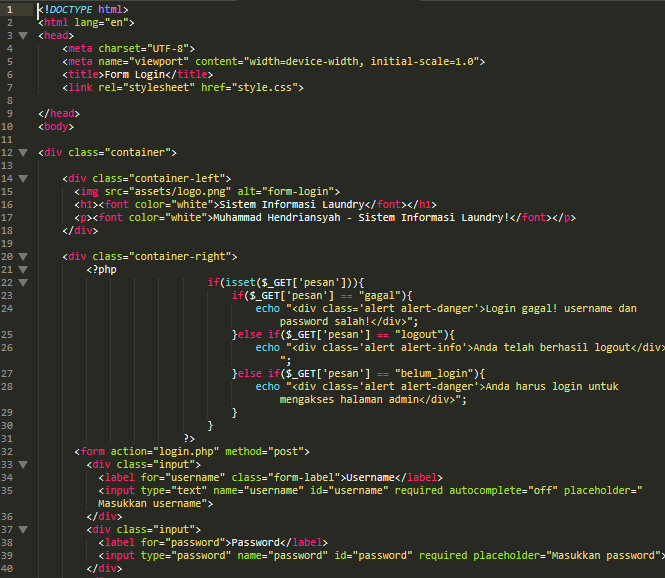 1 <!DOCTYPE html>
2 <html lang="en">
3 <head>
4 <meta charset="UTF-8">
5 <meta name="viewport" content="width=device-width, initial-scale=1.0">
6 <title>Form Login</title>
7 <link rel="stylesheet" href="style.css">
8
9 </head>
10 <body>
11
12 <div class="container">
13
14 <div class="container-left">
15 <img src="assets/logo.png" alt="form-login">
16 <h1><font color="white">Sistem Informasi Laundry</font></h1>
17 <p><font color="white">Muhammad Hendriansyah - Sistem Informasi Laundry!</font></p>
18 </div>
19
20 <div class="container-right">
21 <?php
22 if(isset($_GET['pesan'])){
23 if($_GET['pesan'] == "gagal"){
24 echo "<div class='alert alert-danger'>Login gagal! username dan
password salah!</div>";
25 }else if($_GET['pesan'] == "logout"){
26 echo "<div class='alert alert-info'>Anda telah berhasil logout</div>
";
27 }else if($_GET['pesan'] == "belum_login"){
28 echo "<div class='alert alert-danger'>Anda harus login untuk
mengakses halaman admin</div>";
29 }
30 }
31 ?>
32 <form action="login.php" method="post">
33 <div class="input">
34 <label for="username" class="form-label">Username</label>
35 <input type="text" name="username" id="username" required autocomplete="off" placeholder="
Masukkan username">
36 </div>
37 <div class="input">
38 <label for="password">Password</label>
39 <input type="password" name="password" id="password" required placeholder="Masukkan password">
40 </div>